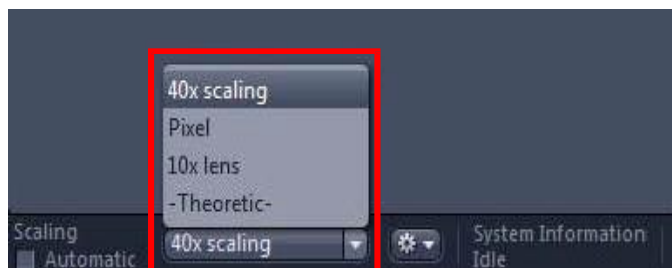 40x scaling
Pixel
10x lens
-Theoretic-
Scaling
40x scaling
System Information
Automatic
Idle